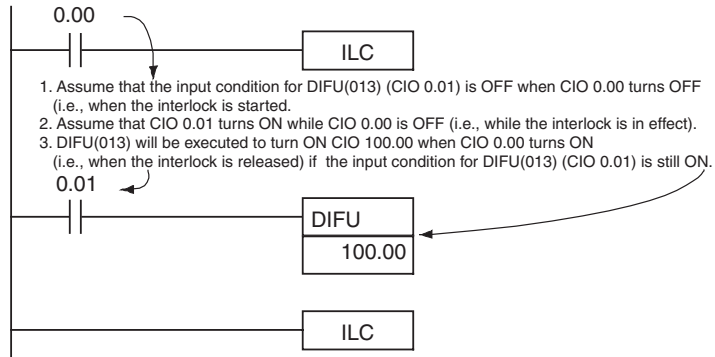 0.00
ILC
1. Assume that the input condition for DIFU(013) (CIO 0.01) is OFF when CIO 0.00 turns OFF
(i.e., when the interlock is started.
2. Assume that CIO 0.01 turns ON while CIO 0.00 is OFF (i.e., while the interlock is in effect).
3. DIFU(013) will be executed to turn ON CIO 100.00 when CIO 0.00 turns ON
(i.e., when the interlock is released) if the input condition for DIFU(013) (CIO 0.01) is still ON.
0.01
DIFU
100.00
ILC